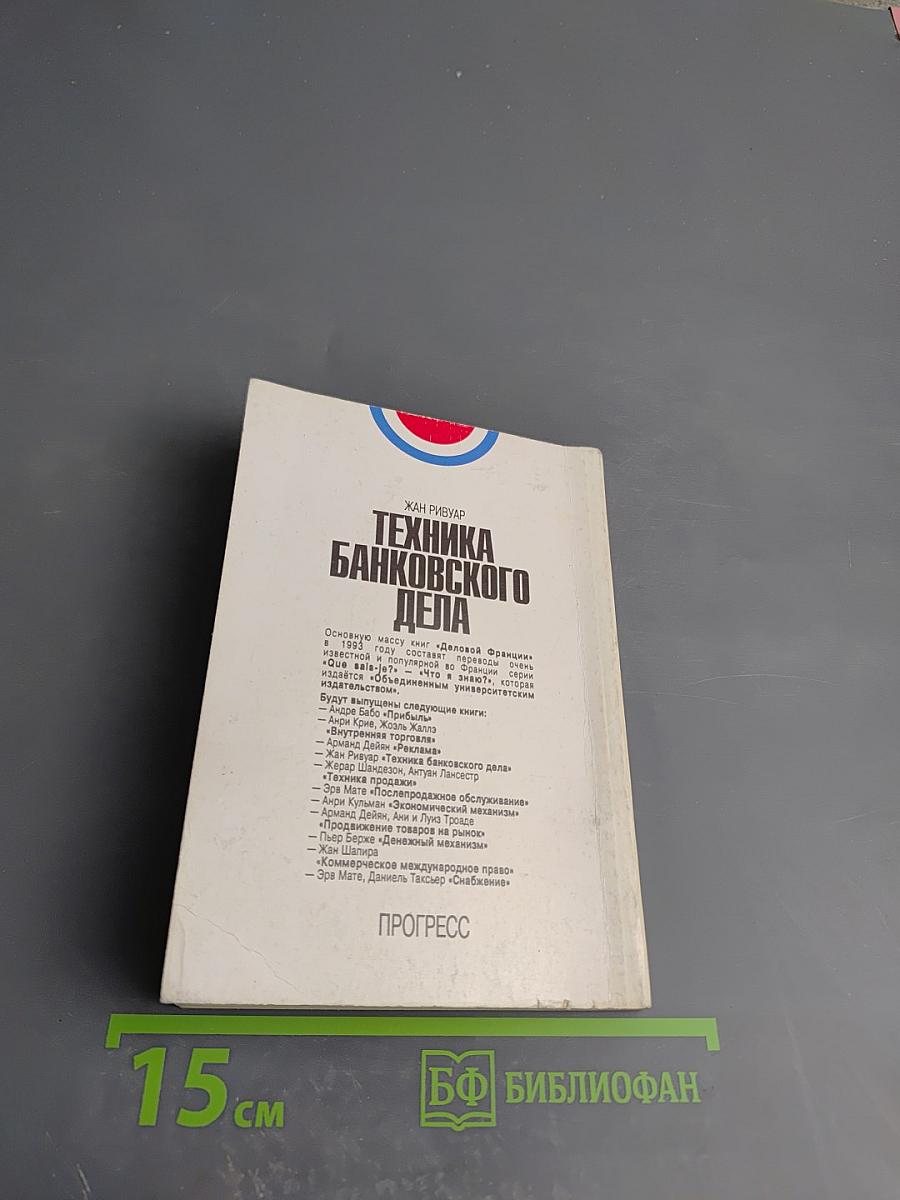 ЖАН РИВУАР
ТЕХНИКА
БАНКОВСКОГО
ДЕЛА
Основную массу книг «Деловой Франции»
в 1993 году составят переводы очень
известной и популярной во Франции серии
«Que sais-je?» — «Что я знаю?», которая
издаётся «Объединенным университетским
издательством».
Будут выпущены следующие книги:
— Андре Бабо «Прибыль»
— Анри Крие, Жоэль Жаллэ
«Внутренняя торговля»
— Арманд Дейян «Реклама»
— Жан Ривуар «Техника банковского дела»
— Жерар Шандезон, Антуан Лансестр
«Техника продажи»
— Эрв Мате «Послепродажное обслуживание»
— Анри Кульман «Экономический механизм»
— Арманд Дейян, Ани и Луиз Троаде
«Продвижение товаров на рынок»
— Пьер Берже «Денежный механизм»
— Жан Шапира
«Коммерческое международное право»
— Эрв Мате, Даниель Таксьер «Снабжение»
ПРОГРЕСС
15 см
БФ БИБЛИОФАН